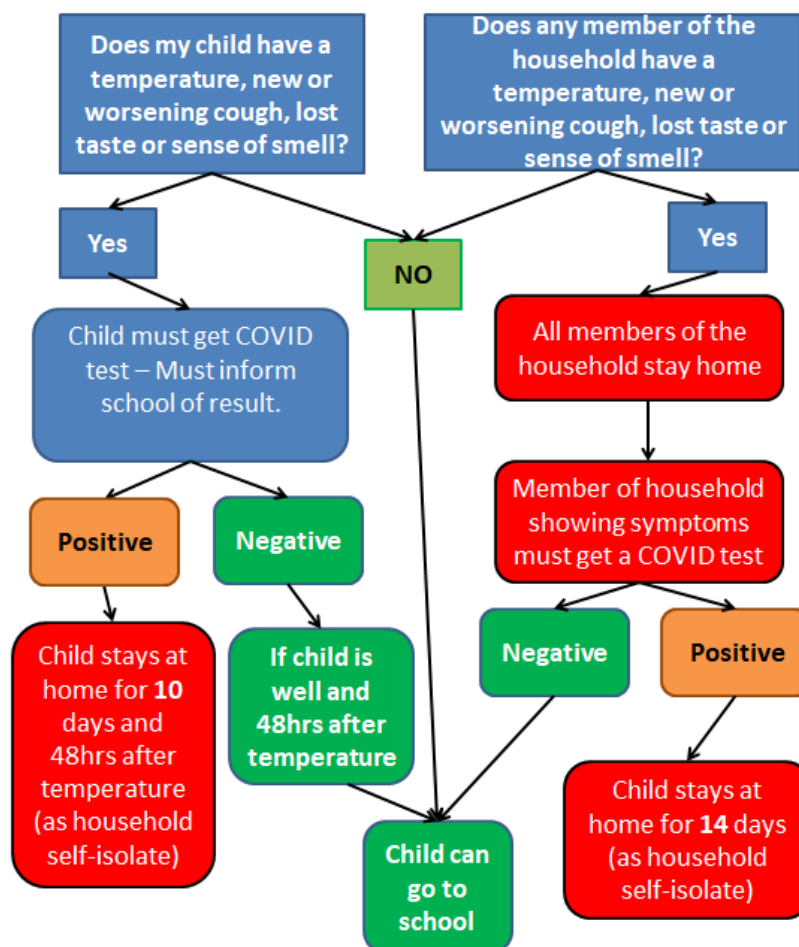 Does my child have a
temperature, new or
worsening cough, lost
taste or sense of smell?
Does any member of the
household have a
temperature, new or
worsening cough, lost taste or
sense of smell?
Yes
NO
Yes
Child must get COVID
test – Must inform
school of result.
All members of the
household stay home
Member of household
showing symptoms
must get a COVID test
Positive
Negative
Negative
Positive
Child stays at
home for 10
days and
48hrs after
temperature
(as household
self-isolate)
If child is
well and
48hrs after
temperature
Child can
go to
school
Child stays at
home for 14 days
(as household
self-isolate)